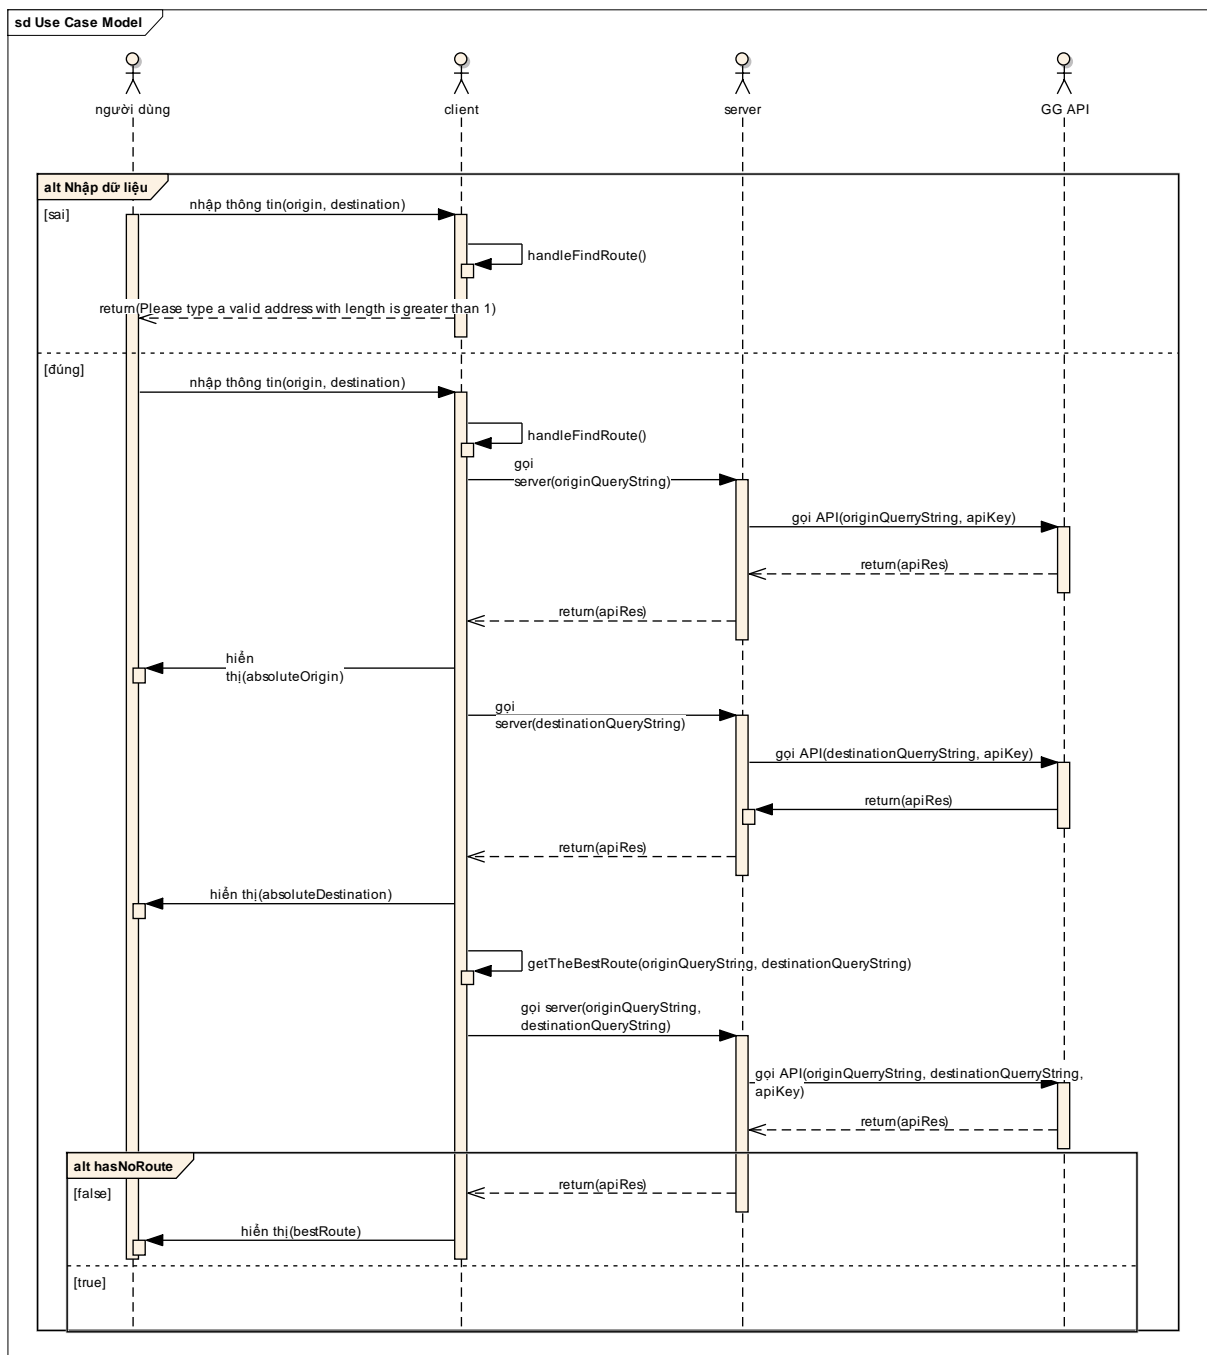 sd Use Case Model
người dùng
client
server
GG API
alt Nhập dữ liệu
[sai]
nhập thông tin(origin, destination)
handleFindRoute()
return(Please type a valid address with length is greater than 1)
[đúng]
nhập thông tin(origin, destination)
handleFindRoute()
gọi
server(originQueryString)
gọi API(originQuerryString, apiKey)
return(apiRes)
return(apiRes)
hiển
thị(absoluteOrigin)
gọi
server(destinationQueryString)
gọi API(destinationQuerryString, apiKey)
return(apiRes)
return(apiRes)
hiển thị(absoluteDestination)
getTheBestRoute(originQueryString, destinationQueryString)
gọi server(originQueryString,
destinationQueryString)
gọi API(originQuerryString, destinationQuerryString,
apiKey)
return(apiRes)
alt hasNoRoute
[false]
return(apiRes)
hiển thị(bestRoute)
[true]